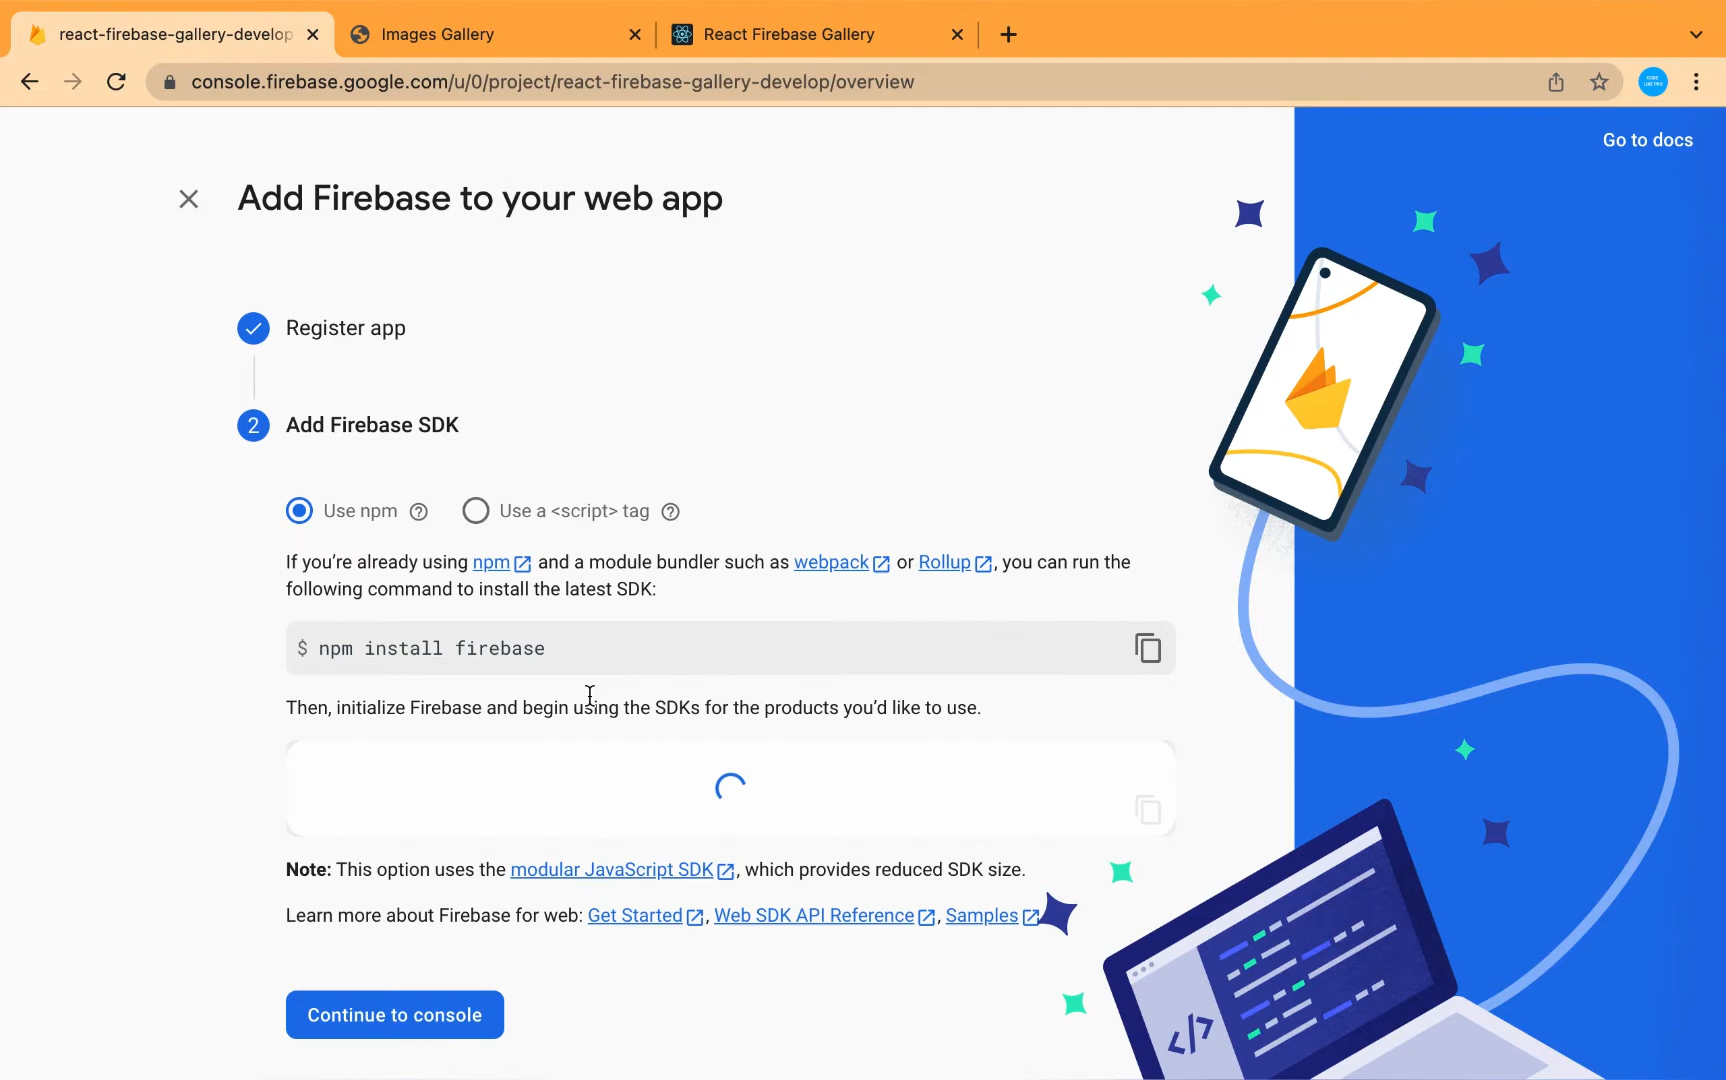 react-firebase-gallery-develop
Images Gallery
React Firebase Gallery
console.firebase.google.com/u/0/project/react-firebase-gallery-develop/overview
CODE
LIKE PRO
Go to docs
Add Firebase to your web app
Register app
2 Add Firebase SDK
Use npm
Use a <script> tag
If you’re already using npm and a module bundler such as webpack or Rollup, you can run the
following command to install the latest SDK:
$ npm install firebase
Then, initialize Firebase and begin using the SDKs for the products you’d like to use.
Note: This option uses the modular JavaScript SDK, which provides reduced SDK size.
Learn more about Firebase for web: Get Started, Web SDK API Reference, Samples
</>
Continue to console